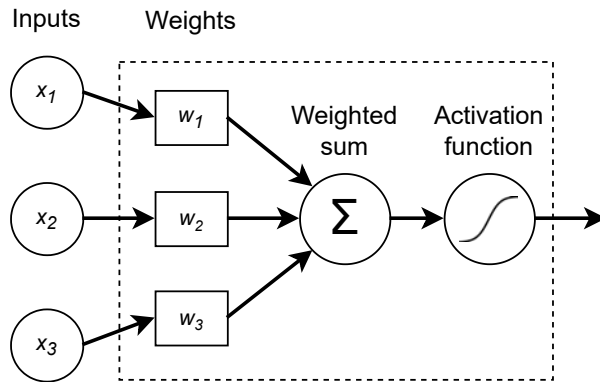 Inputs
Weights
x1
w1
Weighted
sum
Activation
function
x2
w2
Σ
x3
w3